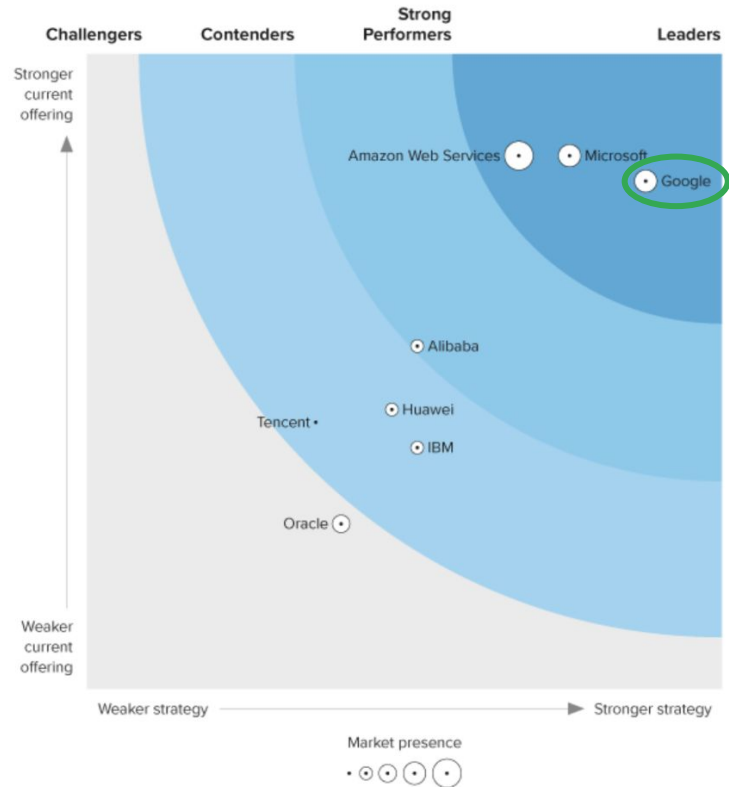 Challengers
Contenders
Strong
Performers
Leaders
Stronger
current
offering
Amazon Web Services
Microsoft
Google
Alibaba
Huawei
Tencent
IBM
Oracle
Weaker
current
offering
Weaker strategy
Stronger strategy
Market presence